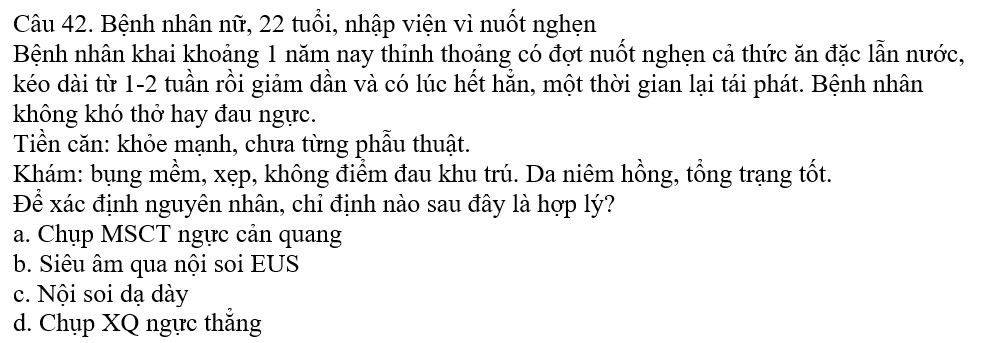 Câu 42. Bệnh nhân nữ, 22 tuổi, nhập viện vì nuốt nghẹn
Bệnh nhân khai khoảng 1 năm nay thỉnh thoảng có đợt nuốt nghẹn cả thức ăn đặc lẫn nước,
kéo dài từ 1-2 tuần rồi giảm dần và có lúc hết hẳn, một thời gian lại tái phát. Bệnh nhân
không khó thở hay đau ngực.
Tiền căn: khỏe mạnh, chưa từng phẫu thuật.
Khám: bụng mềm, xẹp, không điểm đau khu trú. Da niêm hồng, tổng trạng tốt.
Để xác định nguyên nhân, chỉ định nào sau đây là hợp lý?
a. Chụp MSCT ngực cản quang
b. Siêu âm qua nội soi EUS
c. Nội soi dạ dày
d. Chụp XQ ngực thẳng